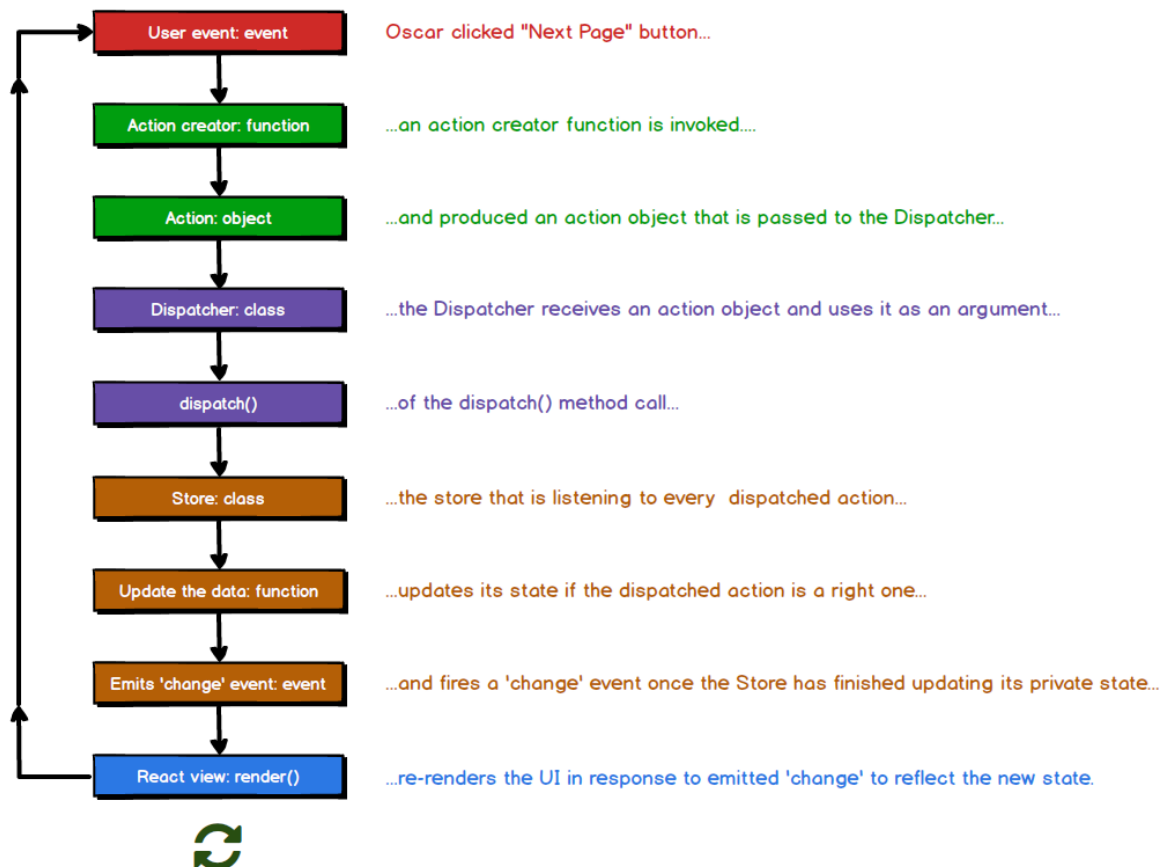 User event: event
Oscar clicked "Next Page" button...
Action creator: function
...an action creator function is invoked....
Action: object
...and produced an action object that is passed to the Dispatcher...
Dispatcher: class
...the Dispatcher receives an action object and uses it as an argument...
dispatch()
...of the dispatch() method call...
Store: class
...the store that is listening to every  dispatched action...
Update the data: function
...updates its state if the dispatched action is a right one...
Emits 'change' event: event
...and fires a 'change' event once the Store has finished updating its private state...
React view: render()
...re-renders the UI in response to emitted 'change' to reflect the new state.